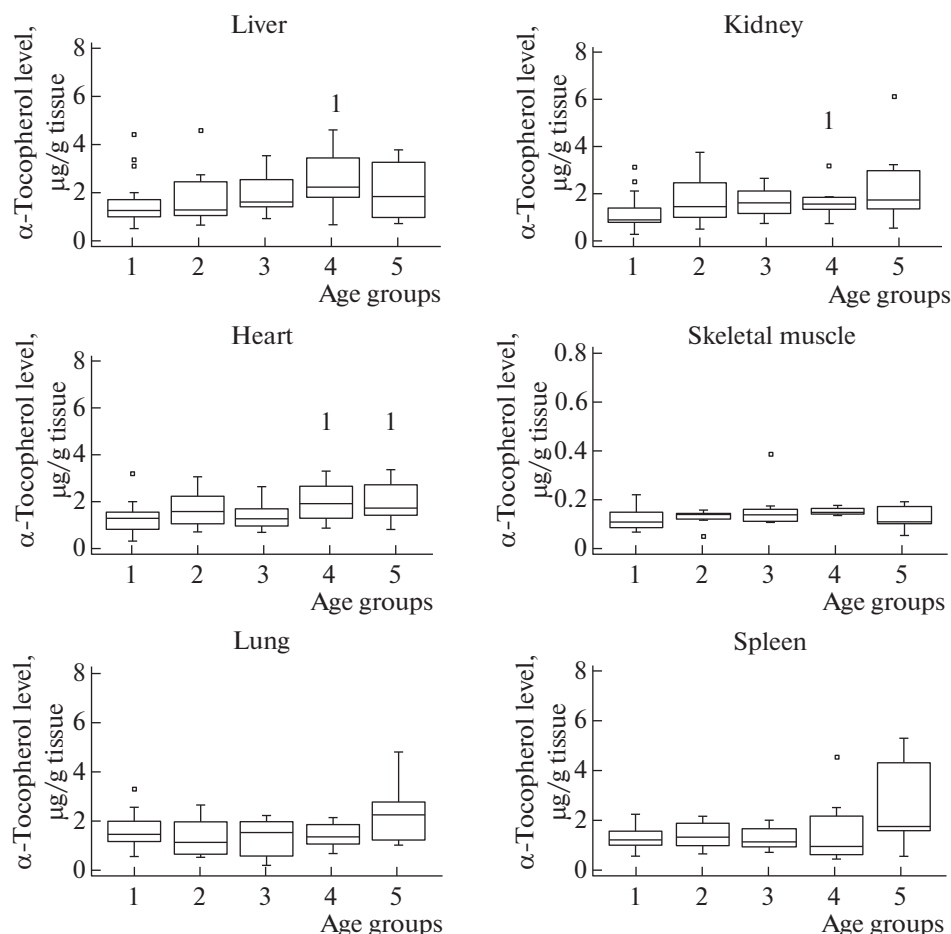 Liver
α-Tocopherol level,
µg/g tissue
8
6
4
2
0
1
1 2 3 4 5
Age groups
Kidney
α-Tocopherol level,
µg/g tissue
8
6
4
2
0
1
1 2 3 4 5
Age groups
Heart
α-Tocopherol level,
µg/g tissue
8
6
4
2
0
1 1
1 2 3 4 5
Age groups
Skeletal muscle
α-Tocopherol level,
µg/g tissue
0.8
0.6
0.4
0.2
0
1 2 3 4 5
Age groups
Lung
α-Tocopherol level,
µg/g tissue
8
6
4
2
0
1 2 3 4 5
Age groups
Spleen
α-Tocopherol level,
µg/g tissue
8
6
4
2
0
1 2 3 4 5
Age groups